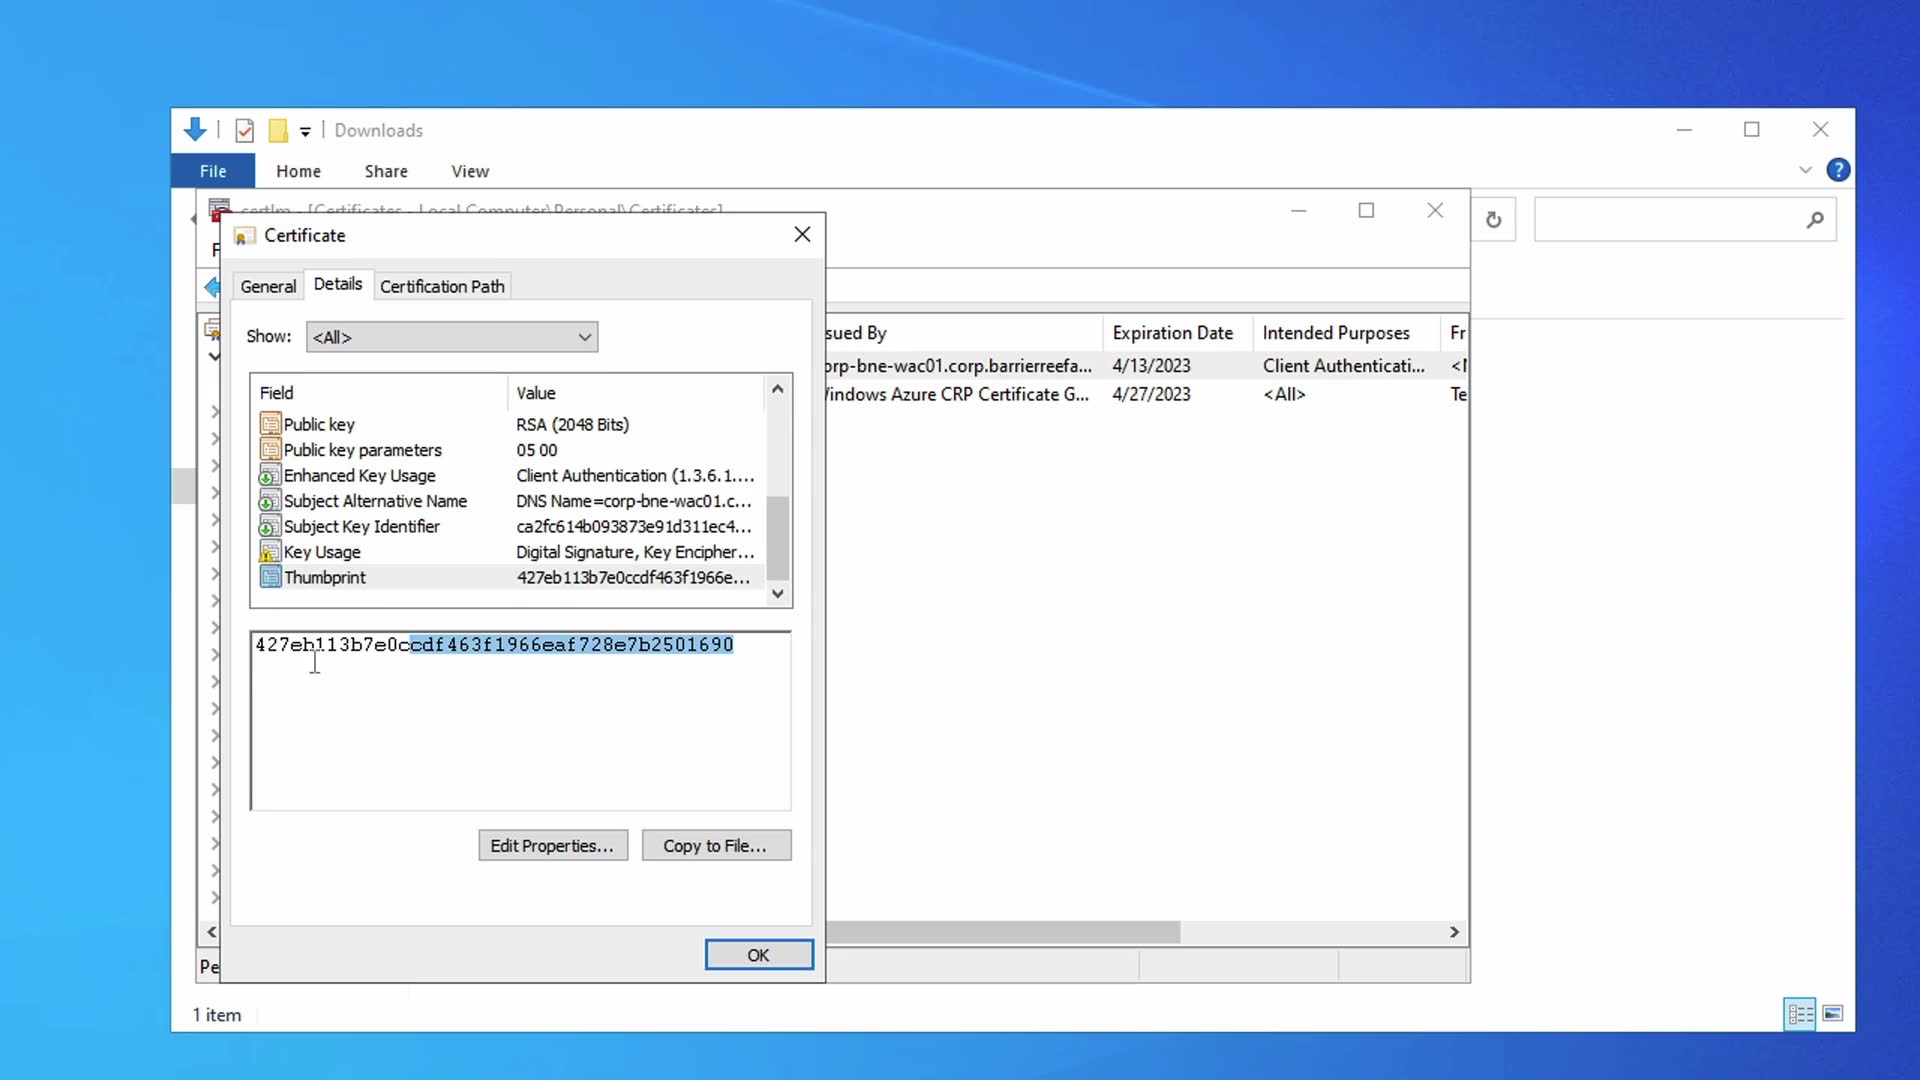 Downloads
File Home Share View
certlm - [Certificates - Local Computer\Personal\Certificates]
Certificate
General Details Certification Path
Show: <All>
Field Value
Public key RSA (2048 Bits)
Public key parameters 05 00
Enhanced Key Usage Client Authentication (1.3.6.1....
Subject Alternative Name DNS Name=corp-bne-wac01.c...
Subject Key Identifier ca2fc614b093873e91d311ec4...
Key Usage Digital Signature, Key Encipher...
Thumbprint 427eb113b7e0ccdf463f1966e...
427eb113b7e0ccdf463f1966eaf728e7b2501690
Edit Properties... Copy to File...
OK
sued By Expiration Date Intended Purposes Fr
orp-bne-wac01.corp.barrierreefa... 4/13/2023 Client Authenticati... <N
indows Azure CRP Certificate G... 4/27/2023 <All> Te
Pe
1 item